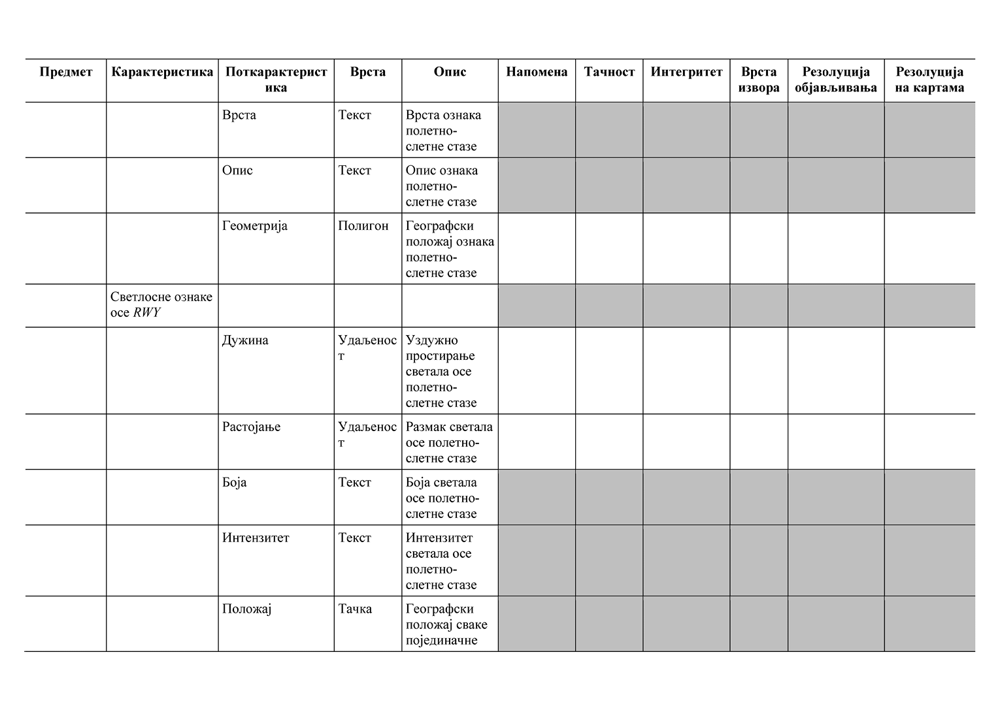 Предмет Карактеристика Поткарактерист Врста Опис Напомена Тачност Интегритет Врста Резолуција Резолуција
ика извора објављивања на картама
Врста Текст Врста ознака
полетно-
слетне стазе
Опис Текст Опис ознака
полетно-
слетне стазе
Геометрија Полигон Географски
положај ознака
полетно-
слетне стазе
Светлосне ознаке
осе RWY
Дужина Удаљенос Уздужно
т простирање
светала осе
полетно-
слетне стазе
Растојање Удаљенос Размак светала
т осе полетно-
слетне стазе
Боја Текст Боја светала
осе полетно-
слетне стазе
Интензитет Текст Интензитет
светала осе
полетно-
слетне стазе
Положај Тачка Географски
положај сваке
појединачне